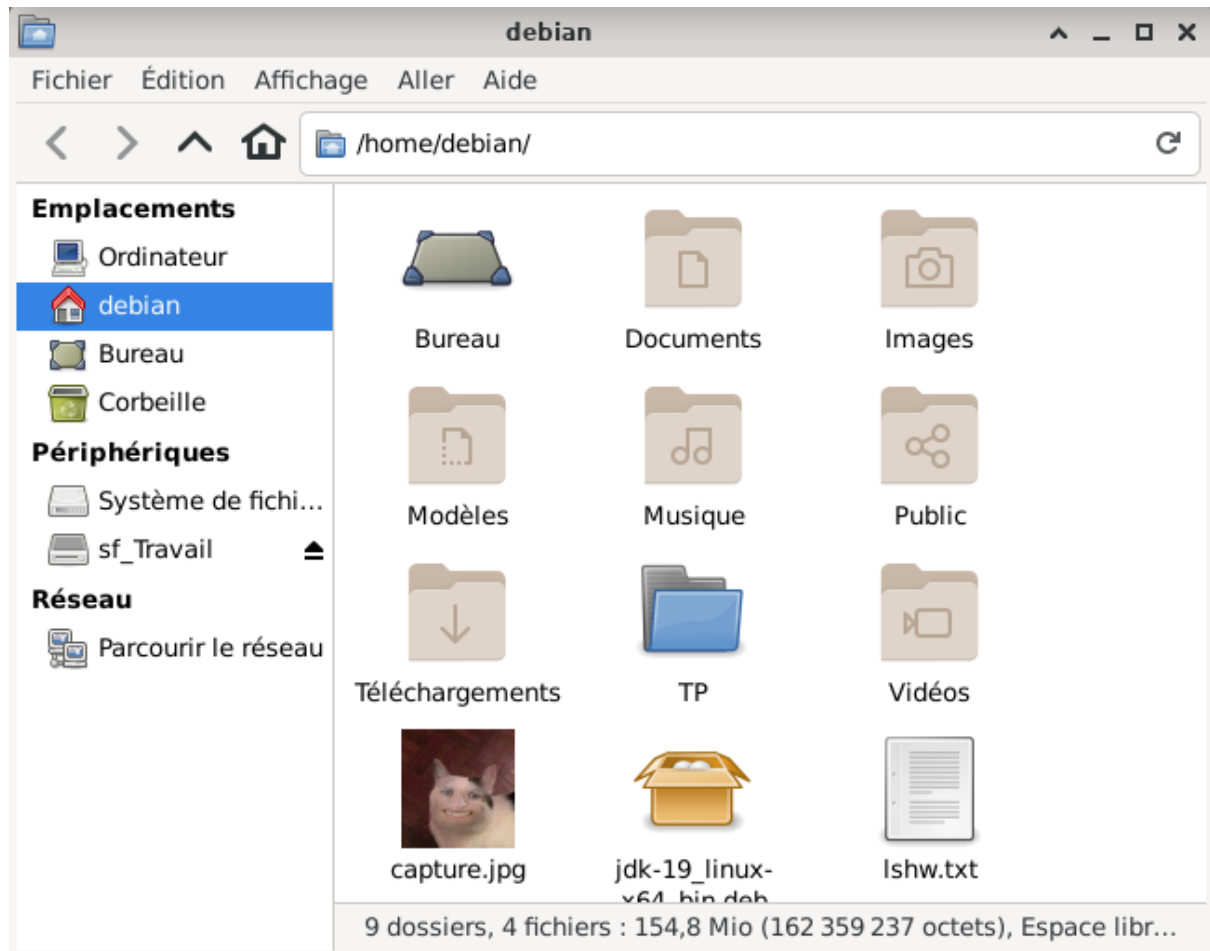 debian
Fichier Édition Affichage Aller Aide
/home/debian/
Emplacements
Ordinateur
debian
Bureau
Corbeille
Périphériques
Système de fichi...
sf_Travail
Réseau
Parcourir le réseau
Bureau Documents Images
Modèles Musique Public
Téléchargements TP Vidéos
capture.jpg jdk-19_linux- lshw.txt
x64_bin.deb
9 dossiers, 4 fichiers : 154,8 Mio (162 359 237 octets), Espace libr...